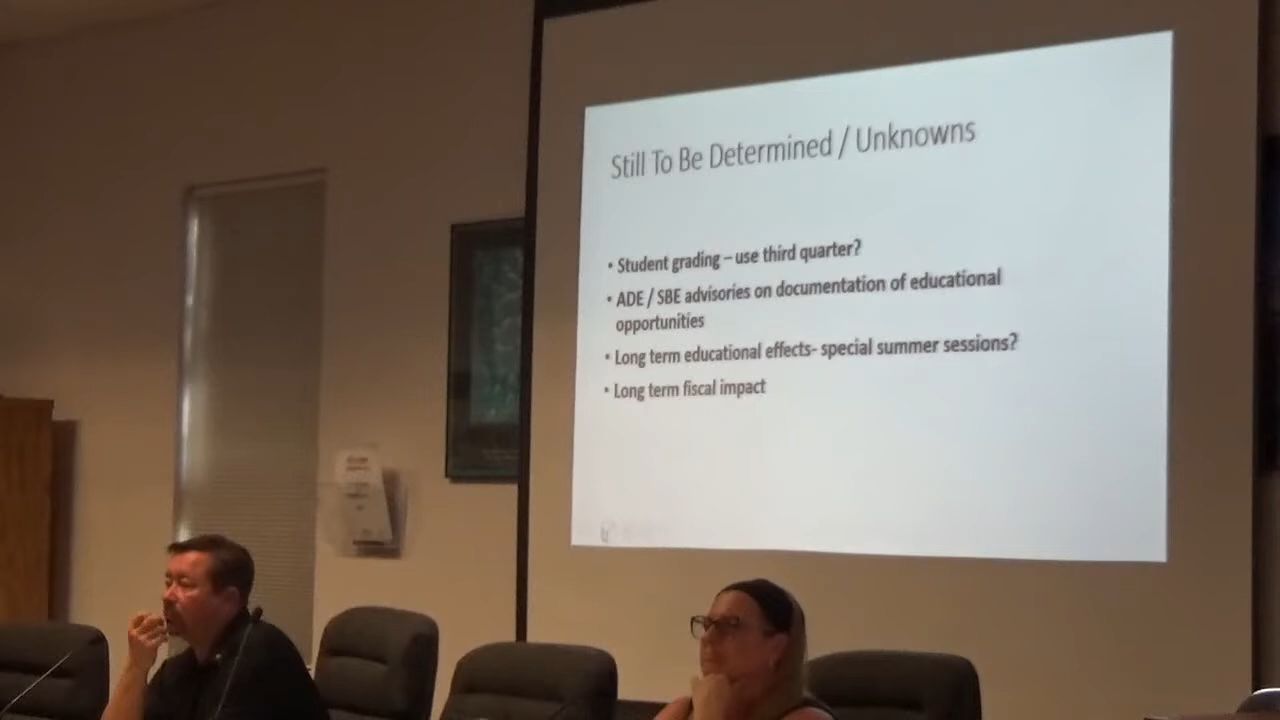 Still To Be Determined / Unknowns
• Student grading – use third quarter?
• ADE / SBE advisories on documentation of educational
opportunities
• Long term educational effects- special summer sessions?
• Long term fiscal impact